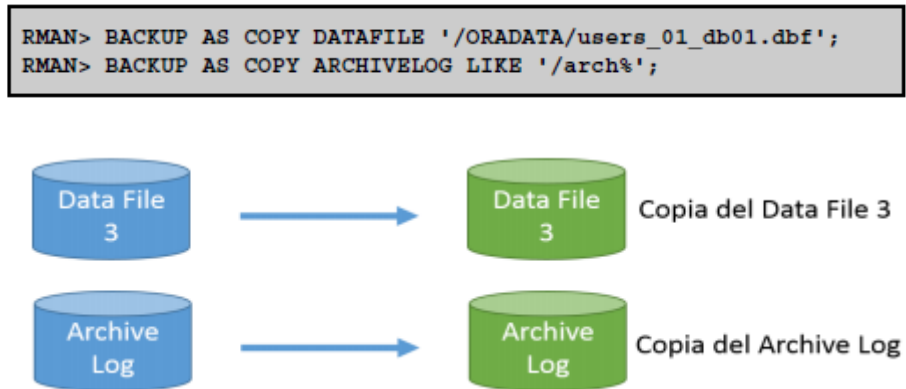 RMAN> BACKUP AS COPY DATAFILE '/ORADATA/users_01_db01.dbf';
RMAN> BACKUP AS COPY ARCHIVELOG LIKE '/arch%';
Data File
3
Data File
3
Copia del Data File 3
Archive
Log
Archive
Log
Copia del Archive Log